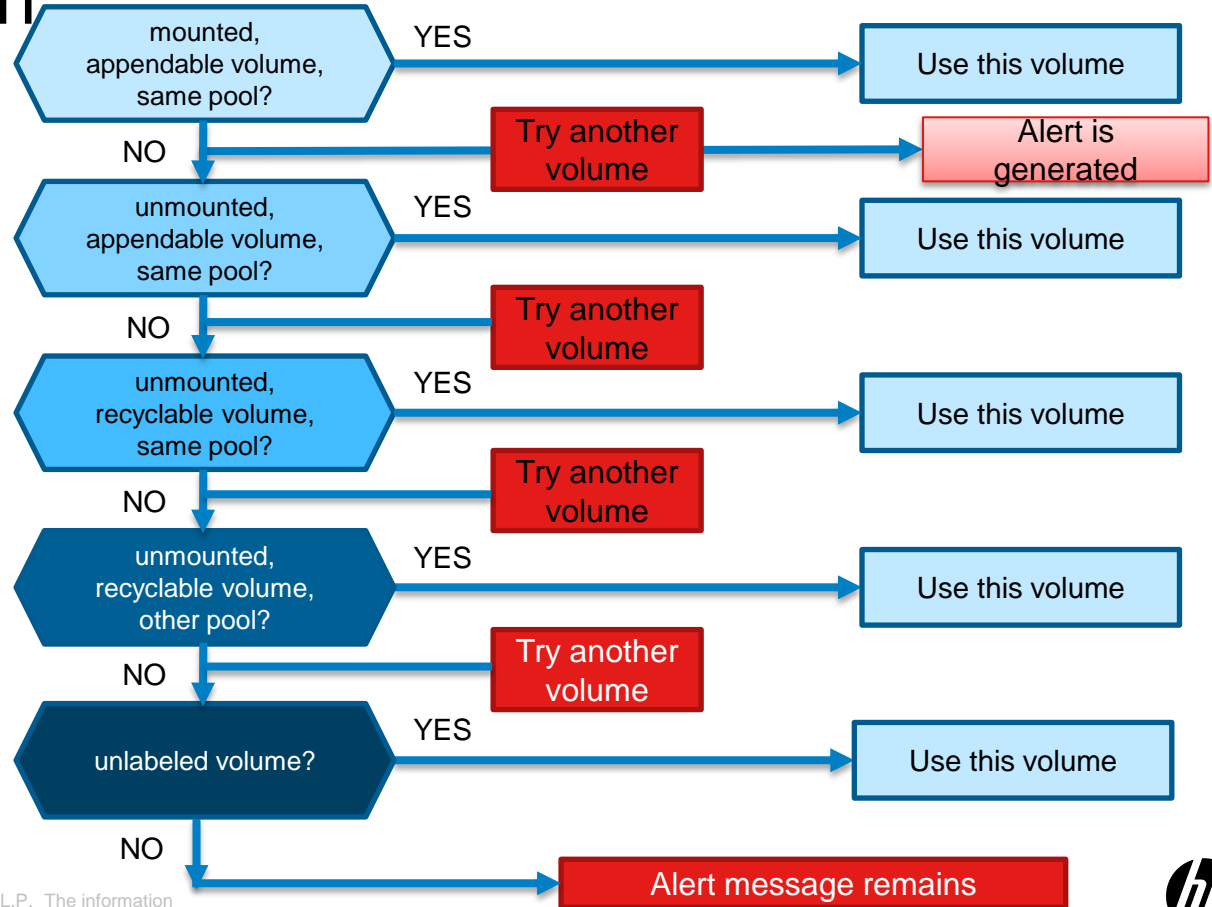 mounted,
appendable volume,
same pool?
YES
Use this volume
NO
Try another
volume
Alert is
generated
unmounted,
appendable volume,
same pool?
YES
Use this volume
NO
Try another
volume
unmounted,
recyclable volume,
same pool?
YES
Use this volume
NO
Try another
volume
unmounted,
recyclable volume,
other pool?
YES
Use this volume
NO
Try another
volume
unlabeled volume?
YES
Use this volume
NO
Alert message remains
L.P. The information